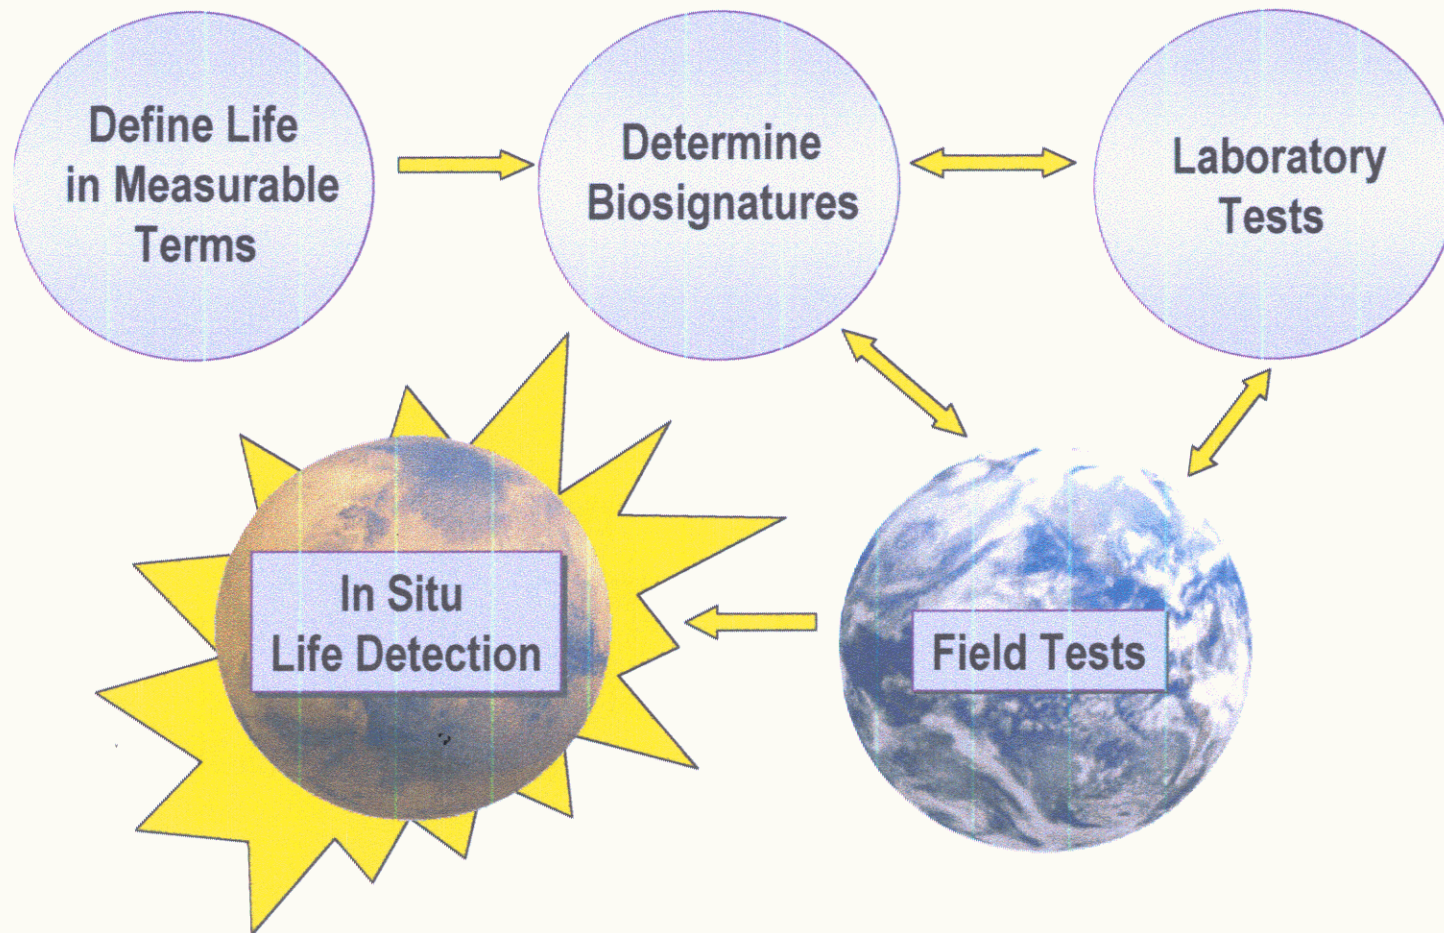 Define Life
in Measurable
Terms
Determine
Biosignatures
Laboratory
Tests
In Situ
Life Detection
Field Tests